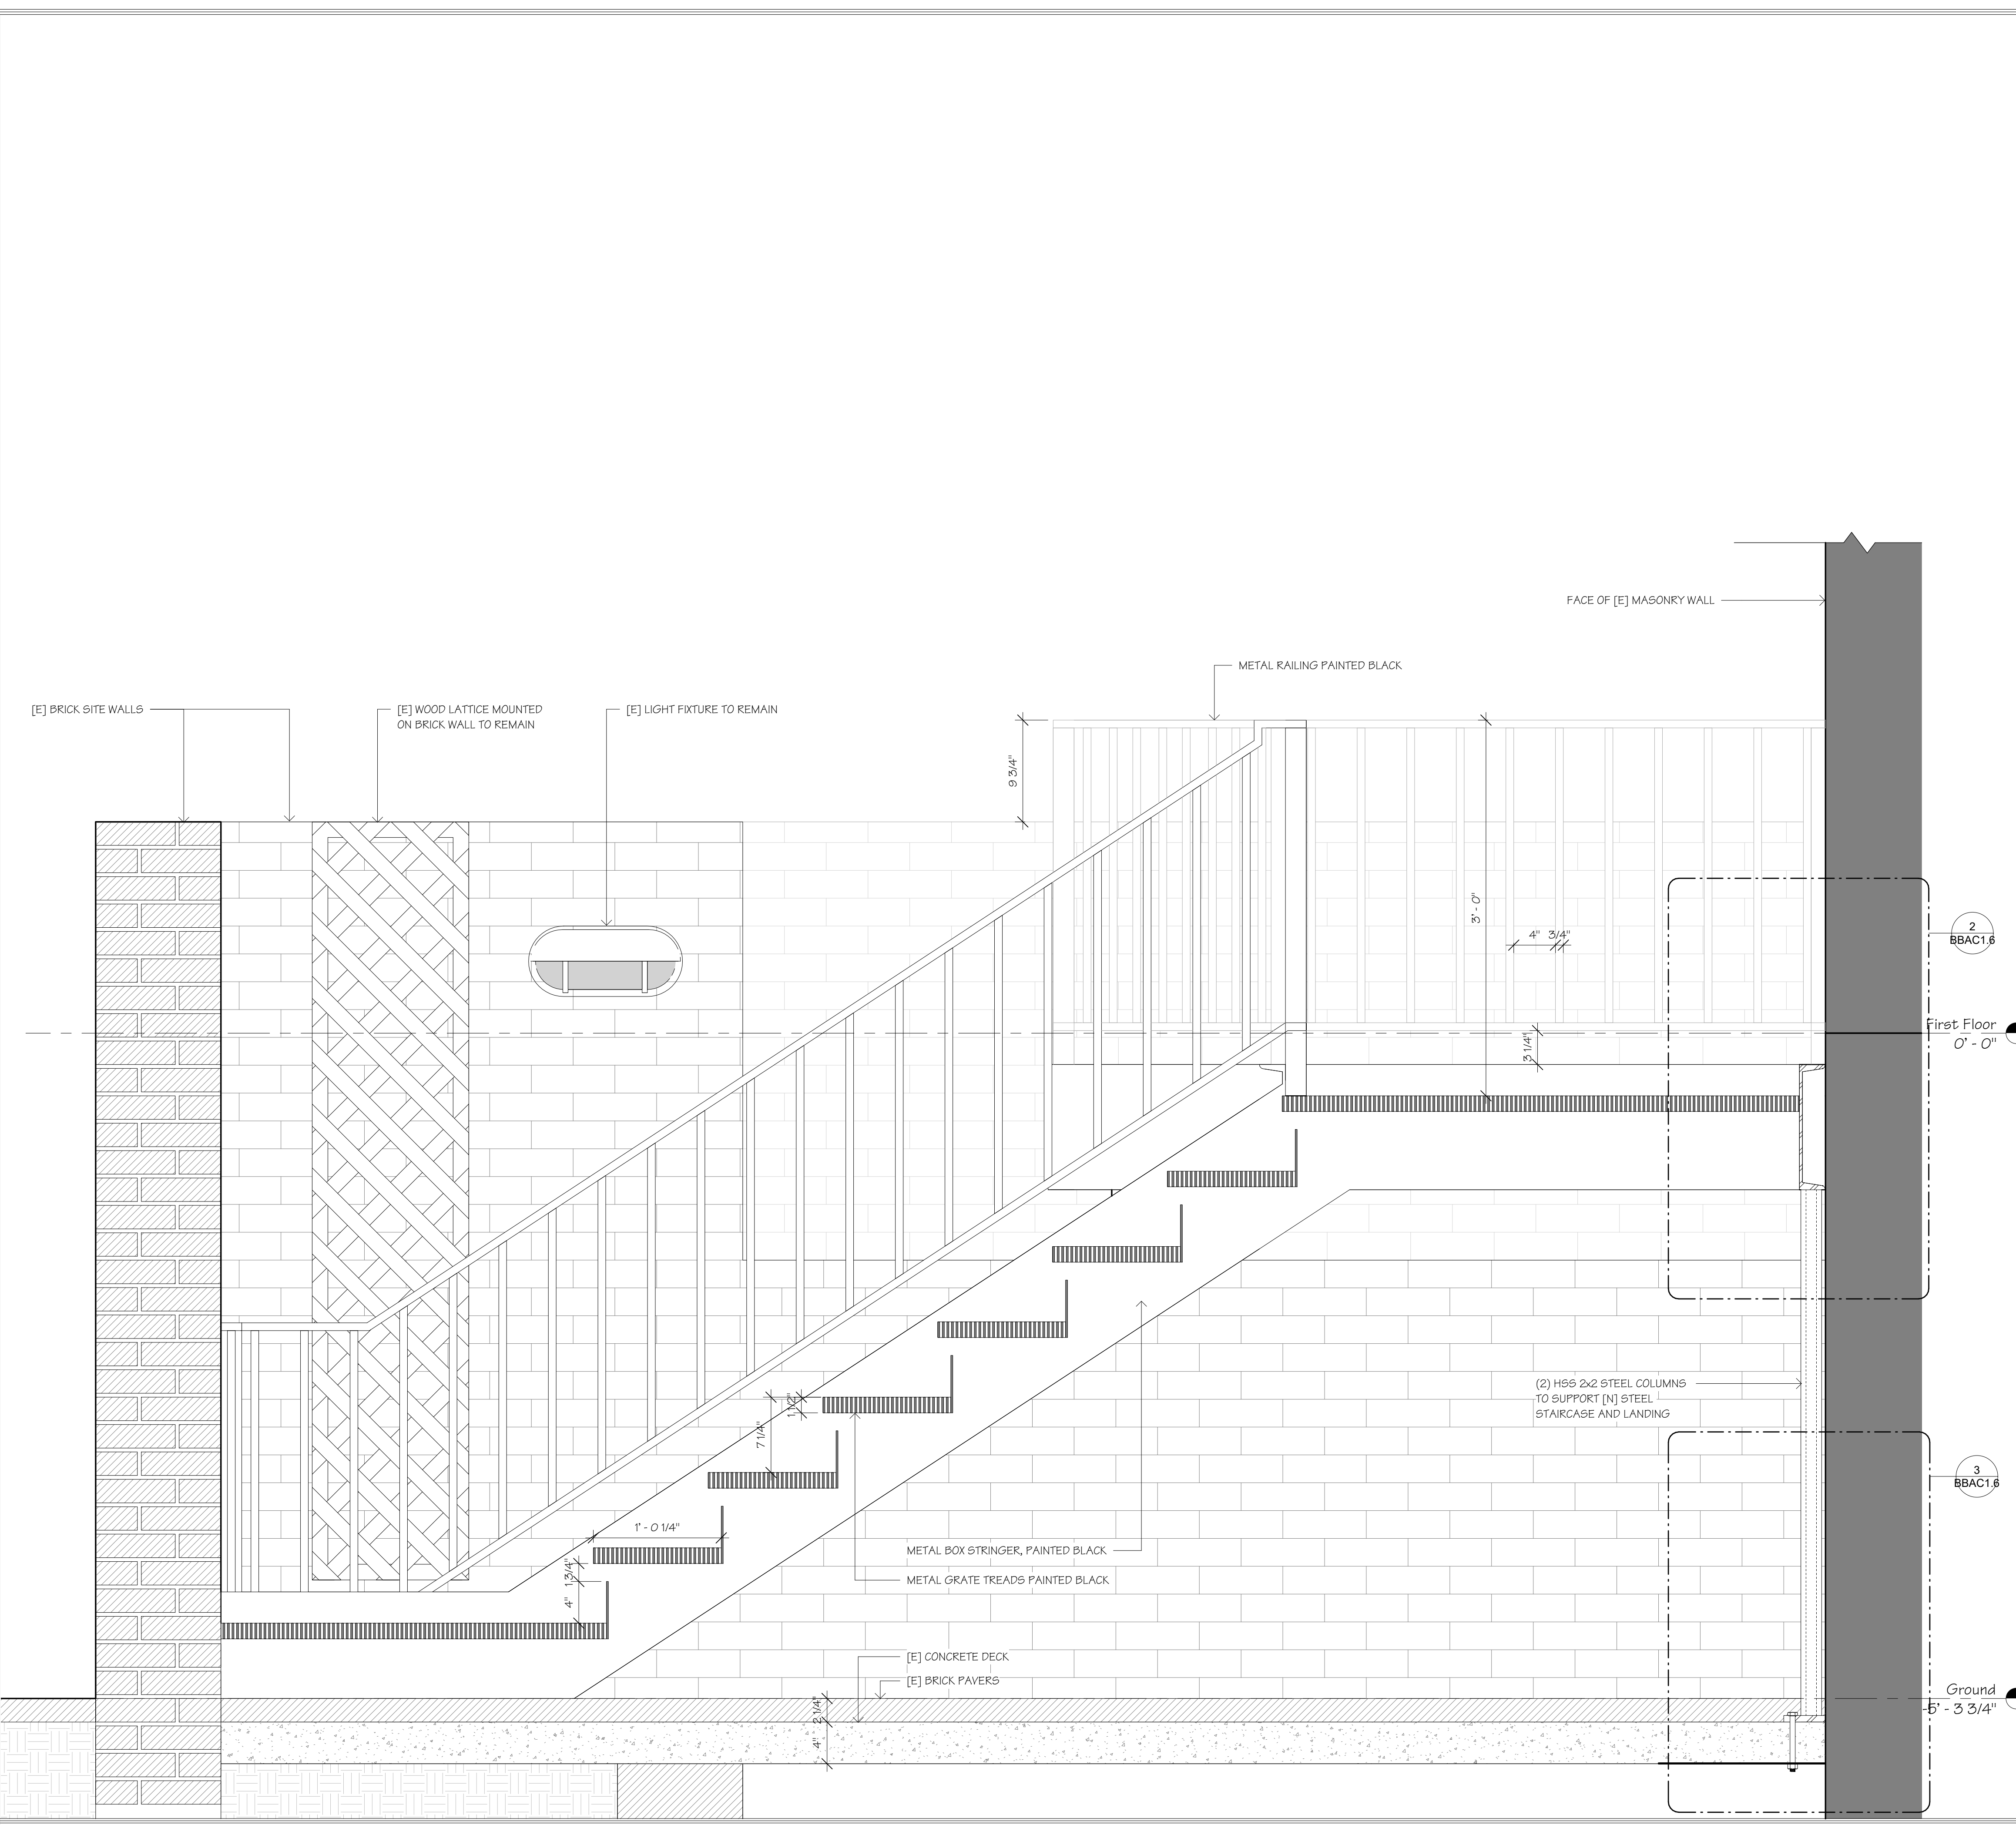 FACE OF [E] MASONRY WALL
METAL RAILING PAINTED BLACK
[E] BRICK SITE WALLS
[E] WOOD LATTICE MOUNTED
ON BRICK WALL TO REMAIN
[E] LIGHT FIXTURE TO REMAIN
9 3/4"
3' - 0"
4" 3/4"
2
BBAC1.6
First Floor
0' - 0"
3 1/4"
(2) HSS 2x2 STEEL COLUMNS
TO SUPPORT [N] STEEL
STAIRCASE AND LANDING
1 1/2"
7 1/4"
3
BBAC1.6
1' - 0 1/4"
METAL BOX STRINGER, PAINTED BLACK
1 3/4"
METAL GRATE TREADS PAINTED BLACK
4"
[E] CONCRETE DECK
[E] BRICK PAVERS
Ground
-5' - 3 3/4"
2 1/4"
4"